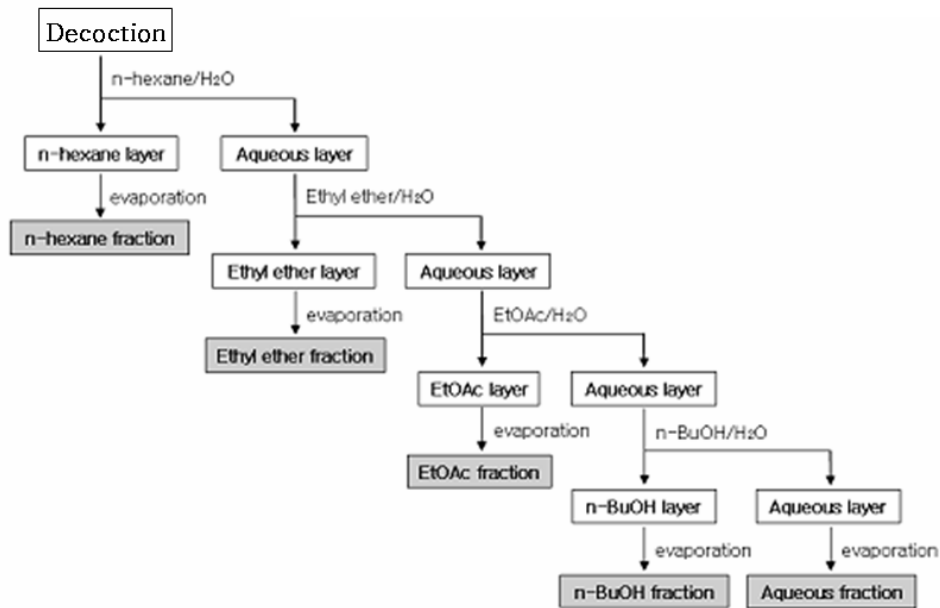 Decoction
n-hexane/H2O
n-hexane layer
Aqueous layer
evaporation
Ethyl ether/H2O
n-hexane fraction
Ethyl ether layer
Aqueous layer
evaporation
EtOAc/H2O
Ethyl ether fraction
EtOAc layer
Aqueous layer
evaporation
n-BuOH/H2O
EtOAc fraction
n-BuOH layer
Aqueous layer
evaporation
evaporation
n-BuOH fraction
Aqueous fraction